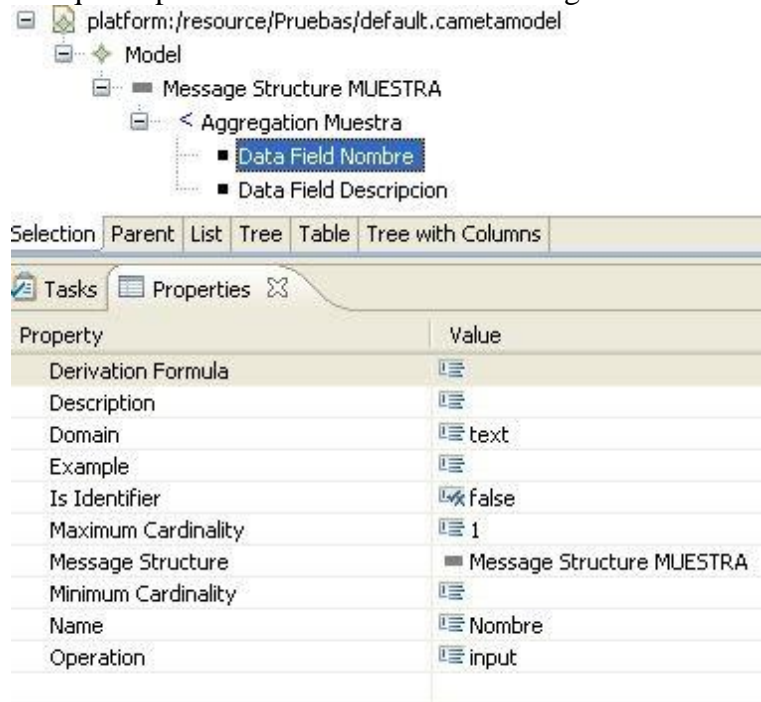 platform:/resource/Pruebas/default.cametamodel
Model
Message Structure MUESTRA
< Aggregation Muestra
Data Field Nombre
Data Field Descripcion
Selection Parent List Tree Table Tree with Columns
Tasks Properties
Property Value
Derivation Formula
Description
Domain text
Example
Is Identifier false
Maximum Cardinality 1
Message Structure Message Structure MUESTRA
Minimum Cardinality
Name Nombre
Operation input